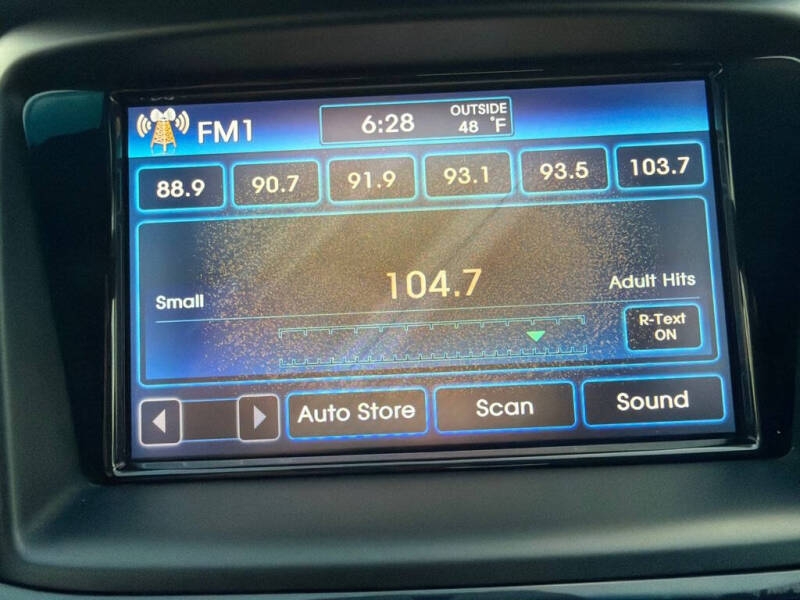 FM1
6:28 OUTSIDE 48 °F
88.9 90.7 91.9 93.1 93.5 103.7
104.7
Small Adult Hits
R-Text ON
Auto Store Scan Sound